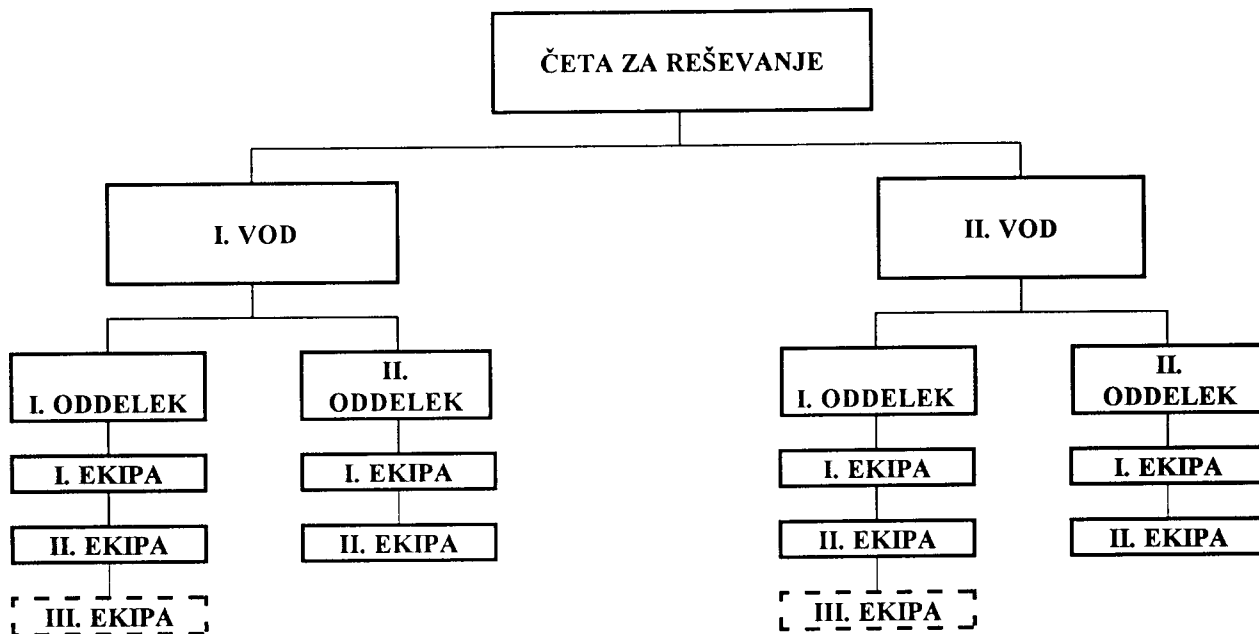 ČETA ZA REŠEVANJE
I. VOD
II. VOD
I. ODDELEK
II.
ODDELEK
I. ODDELEK
II.
ODDELEK
I. EKIPA
I. EKIPA
I. EKIPA
I. EKIPA
II. EKIPA
II. EKIPA
II. EKIPA
II. EKIPA
III. EKIPA
III. EKIPA